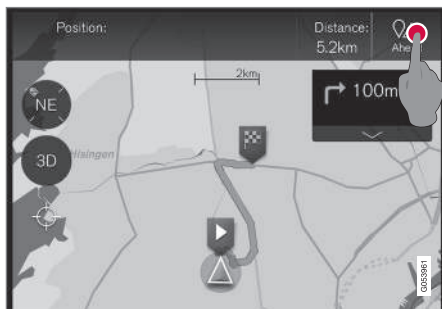 Position:
Distance:
5.2km
Ahe
2km
100m
NE
3D
Hisingen
G053961